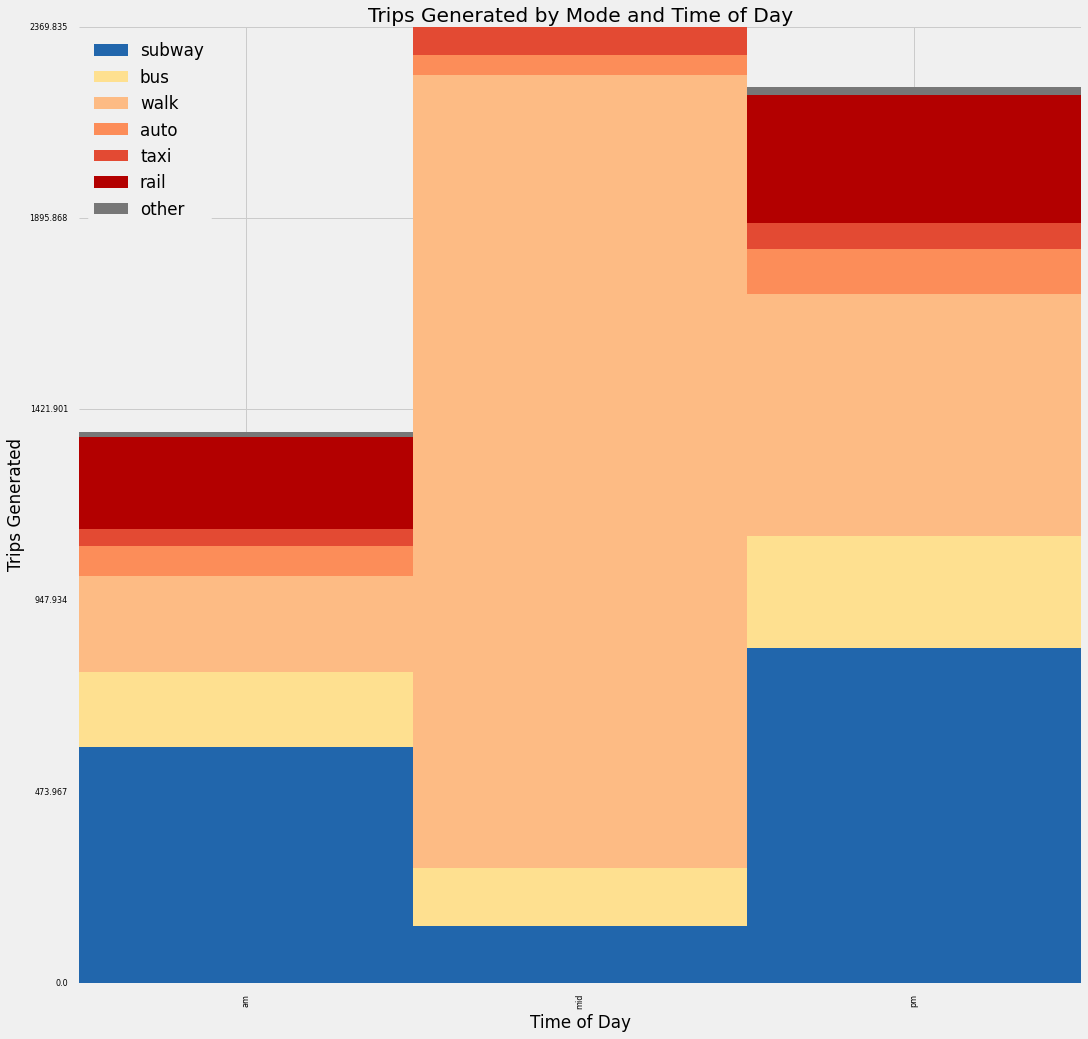 Trips Generated by Mode and Time of Day
2369.835
1895.868
1421.901
947.934
473.967
0.0
Trips Generated
subway
bus
walk
auto
taxi
rail
other
am
mid
pm
Time of Day